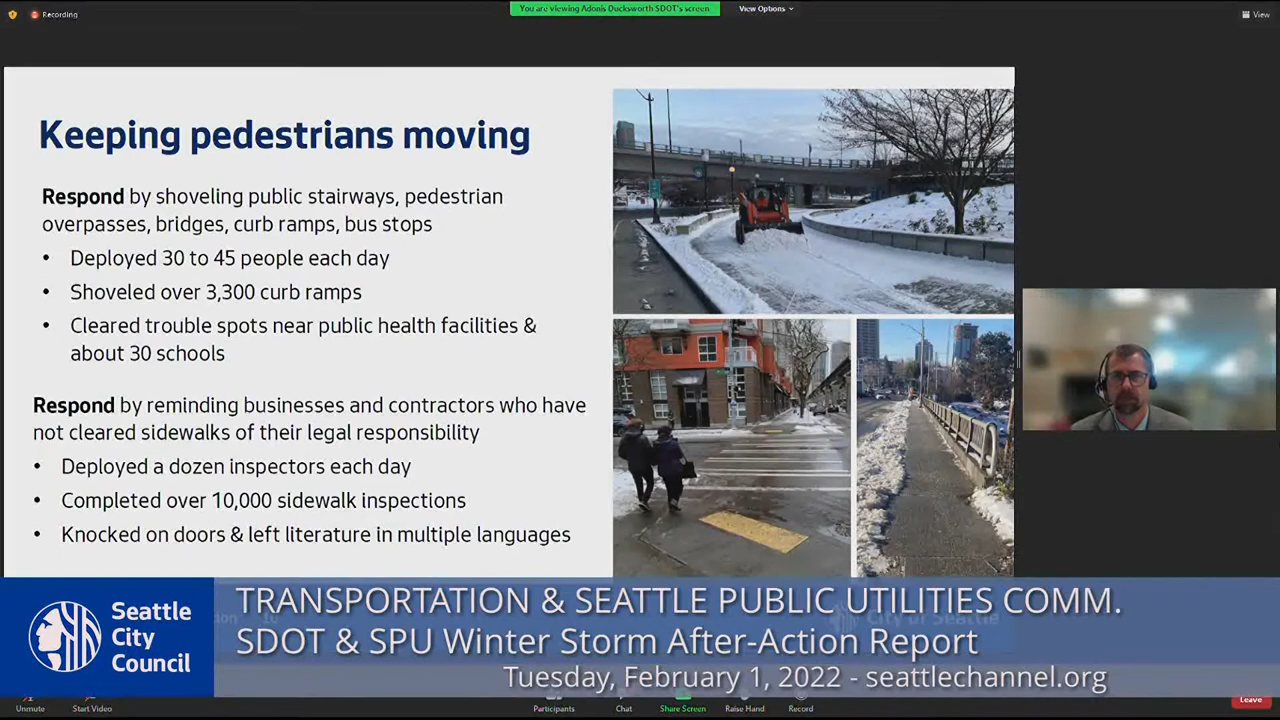 Recording
You are viewing Adonis Ducksworth SDOT's screen
View Options
View
Keeping pedestrians moving
Respond by shoveling public stairways, pedestrian
overpasses, bridges, curb ramps, bus stops
• Deployed 30 to 45 people each day
• Shoveled over 3,300 curb ramps
• Cleared trouble spots near public health facilities &
about 30 schools
Respond by reminding businesses and contractors who have
not cleared sidewalks of their legal responsibility
• Deployed a dozen inspectors each day
• Completed over 10,000 sidewalk inspections
• Knocked on doors & left literature in multiple languages
Seattle
City
Council
TRANSPORTATION & SEATTLE PUBLIC UTILITIES COMM.
SDOT & SPU Winter Storm After-Action Report
Tuesday, February 1, 2022 - seattlechannel.org
Unmute
Start Video
Participants
Chat
Share Screen
Raise Hand
Record
Leave